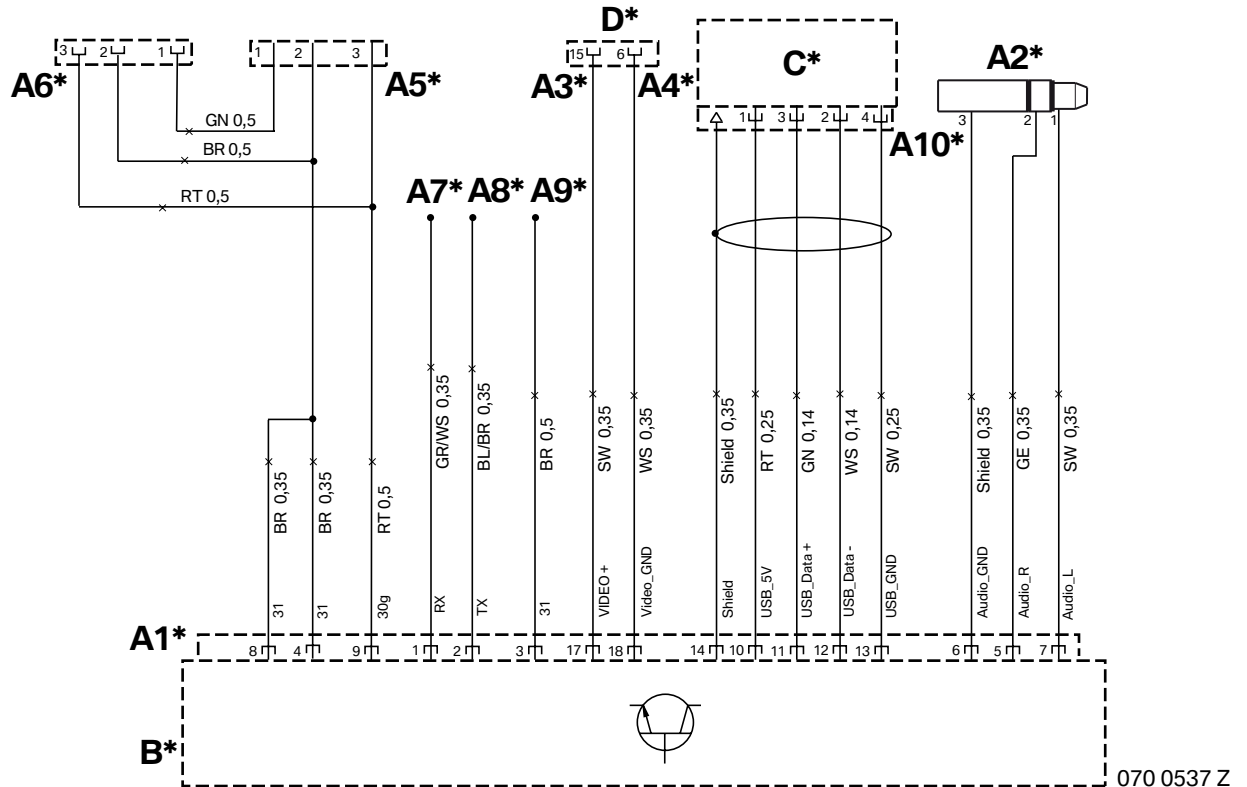 D*
C*
A2*
3 2 1
1 2 3
15 6
A6*
A5*
A3*
A4*
1 3 2 4
A10*
3 2 1
GN 0,5
BR 0,5
RT 0,5
A7*
A8*
A9*
GR/WS 0,35
BL/BR 0,35
BR 0,5
SW 0,35
WS 0,35
Shield 0,35
RT 0,25
GN 0,14
WS 0,14
SW 0,25
Shield 0,35
GE 0,35
SW 0,35
BR 0,35
BR 0,35
RT 0,5
31
31
30g
RX
TX
31
VIDEO+
Video_GND
Shield
USB_5V
USB_Data+
USB_Data-
USB_GND
Audio_GND
Audio_R
Audio_L
A1*
8 4 9 1 2 3 17 18 14 10 11 12 13 6 5 7
B*
070 0537 Z